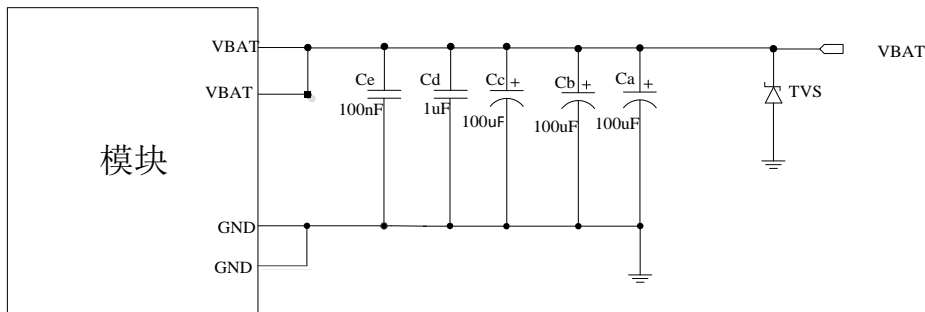 VBAT
VBAT
VBAT
Ce
Cd
Cc +
Cb +
Ca +
TVS
100nF
1uF
100uF
100uF
100uF
模块
GND
GND